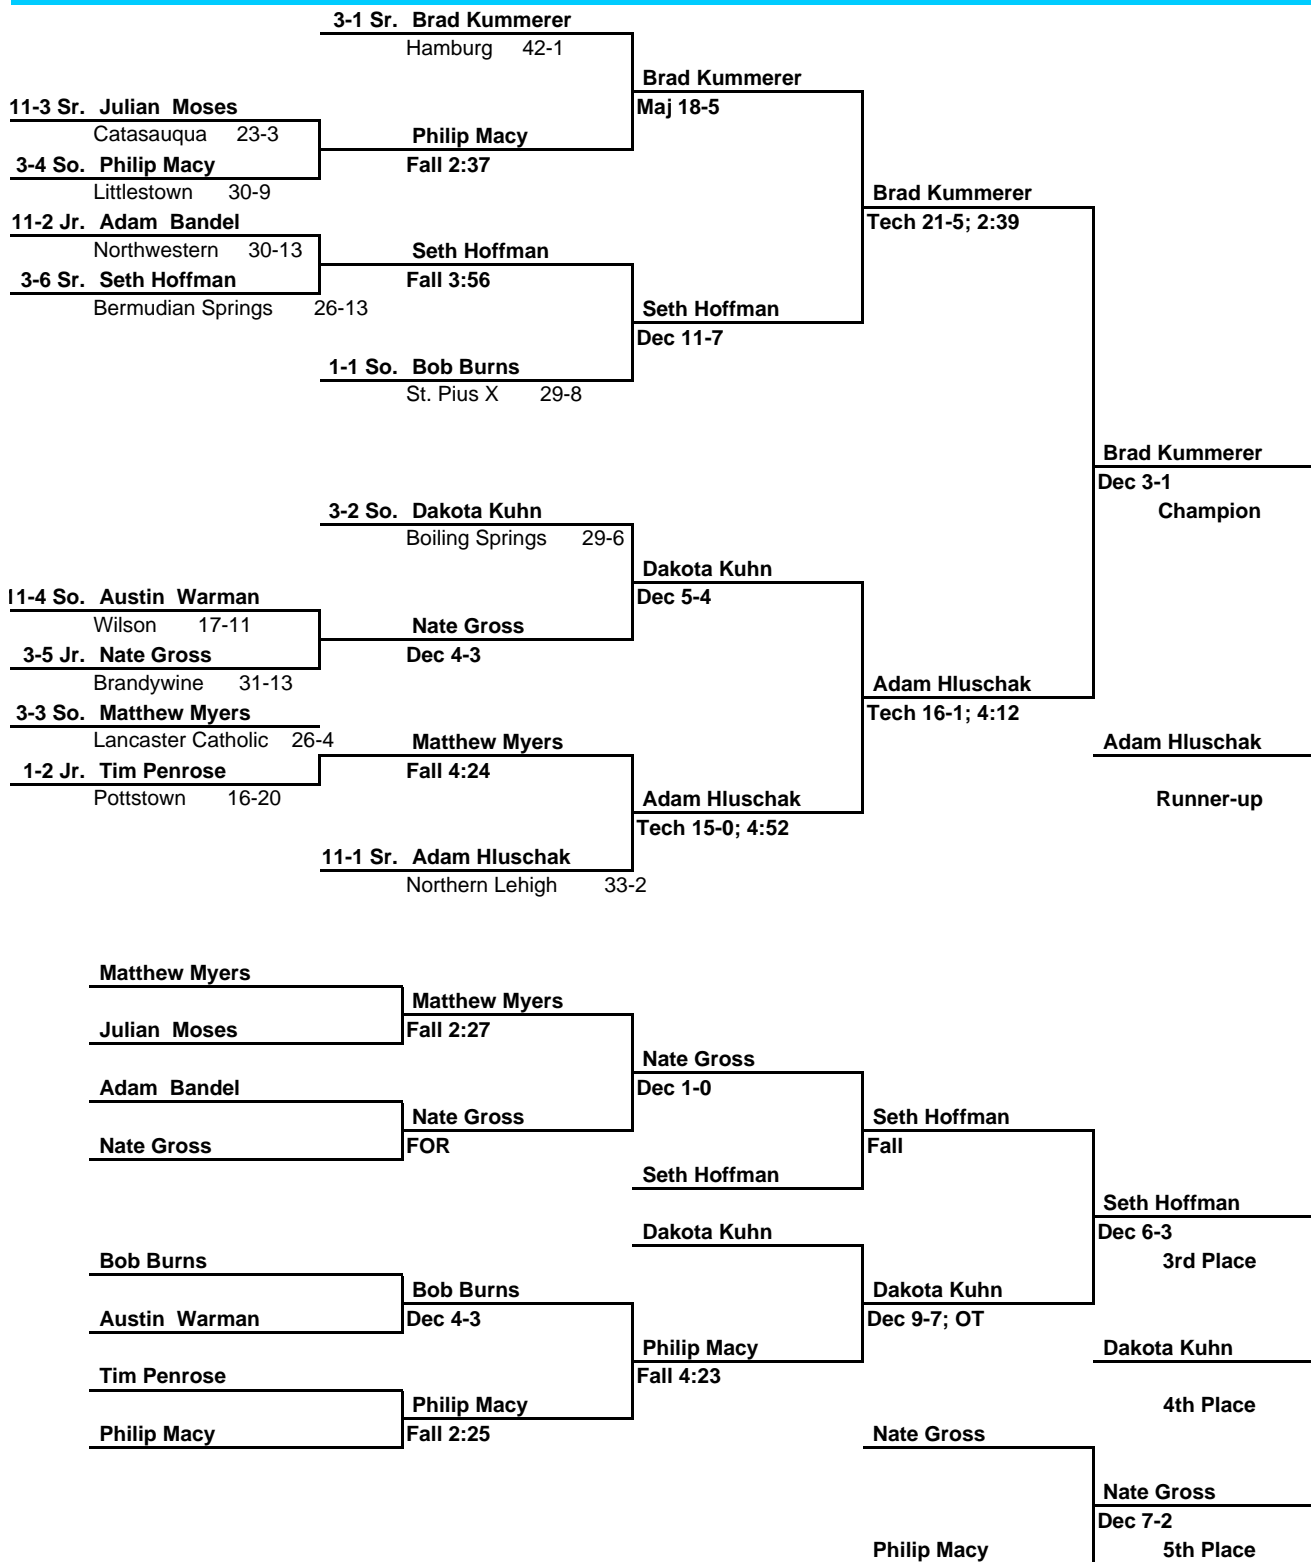 3-1 Sr. Brad Kummerer
Hamburg 42-1
Brad Kummerer
11-3 Sr. Julian Moses Maj 18-5
Catasauqua 23-3 Philip Macy
3-4 So. Philip Macy Fall 2:37
Littlestown 30-9 Brad Kummerer
11-2 Jr. Adam Bandel Tech 21-5; 2:39
Northwestern 30-13 Seth Hoffman
3-6 Sr. Seth Hoffman Fall 3:56
Bermudian Springs 26-13 Seth Hoffman
Dec 11-7
1-1 So. Bob Burns
St. Pius X 29-8
Brad Kummerer
Dec 3-1
3-2 So. Dakota Kuhn Champion
Boiling Springs 29-6
Dakota Kuhn
11-4 So. Austin Warman Dec 5-4
Wilson 17-11 Nate Gross
3-5 Jr. Nate Gross Dec 4-3
Brandywine 31-13 Adam Hluschak
3-3 So. Matthew Myers Tech 16-1; 4:12
Lancaster Catholic 26-4 Matthew Myers Adam Hluschak
1-2 Jr. Tim Penrose Fall 4:24
Pottstown 16-20 Adam Hluschak Runner-up
Tech 15-0; 4:52
11-1 Sr. Adam Hluschak
Northern Lehigh 33-2
Matthew Myers
Matthew Myers
Julian Moses Fall 2:27
Nate Gross
Adam Bandel Dec 1-0
Nate Gross Seth Hoffman
Nate Gross FOR Fall
Seth Hoffman
Seth Hoffman
Dakota Kuhn Dec 6-3
Bob Burns 3rd Place
Bob Burns Dakota Kuhn
Austin Warman Dec 4-3 Dec 9-7; OT
Philip Macy Dakota Kuhn
Tim Penrose Fall 4:23
Philip Macy 4th Place
Philip Macy Fall 2:25 Nate Gross
Nate Gross
Dec 7-2
Philip Macy 5th Place